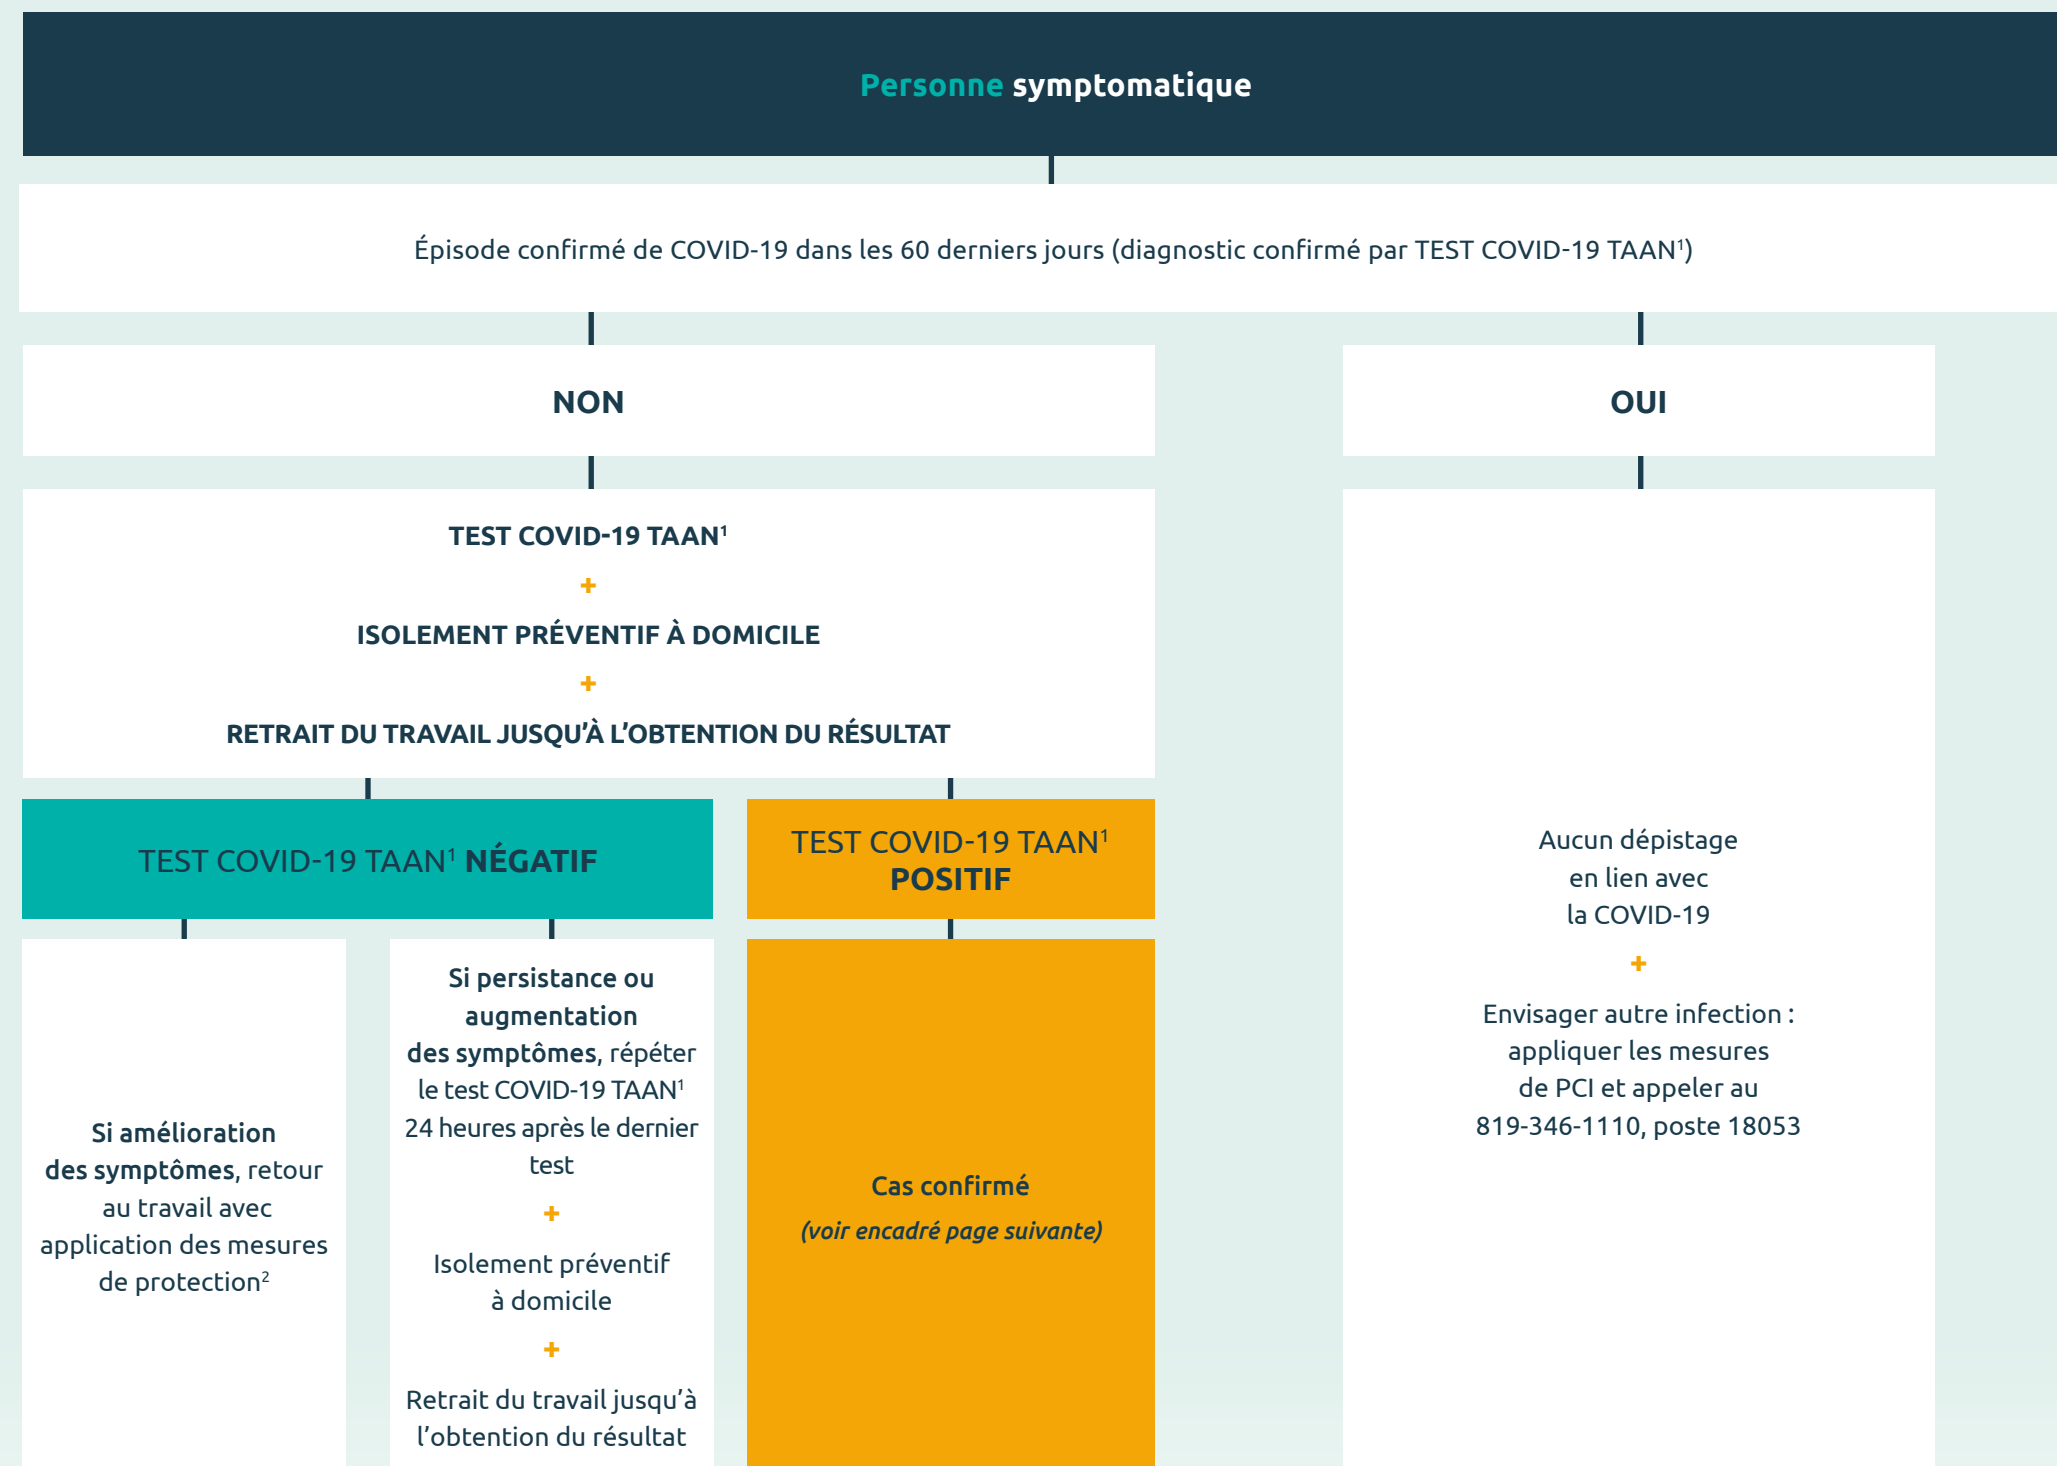 Personne symptomatique
Épisode confirmé de COVID-19 dans les 60 derniers jours (diagnostic confirmé par TEST COVID-19 TAAN¹)
NON
OUI
TEST COVID-19 TAAN¹
+
ISOLEMENT PRÉVENTIF À DOMICILE
+
RETRAIT DU TRAVAIL JUSQU'À L'OBTENTION DU RÉSULTAT
TEST COVID-19 TAAN¹ NÉGATIF
TEST COVID-19 TAAN¹
POSITIF
Si amélioration
des symptômes, retour
au travail avec
application des mesures
de protection²
Si persistance ou
augmentation
des symptômes, répéter
le test COVID-19 TAAN¹
24 heures après le dernier
test
+
Isolement préventif
à domicile
+
Retrait du travail jusqu'à
l'obtention du résultat
Cas confirmé
(voir encadré page suivante)
Aucun dépistage
en lien avec
la COVID-19
+
Envisager autre infection :
appliquer les mesures
de PCI et appeler au
819-346-1110, poste 18053